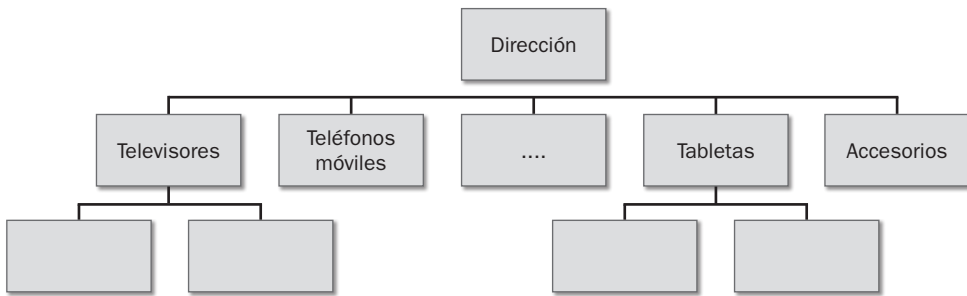 Dirección
Televisores
Teléfonos
móviles
....
Tabletas
Accesorios